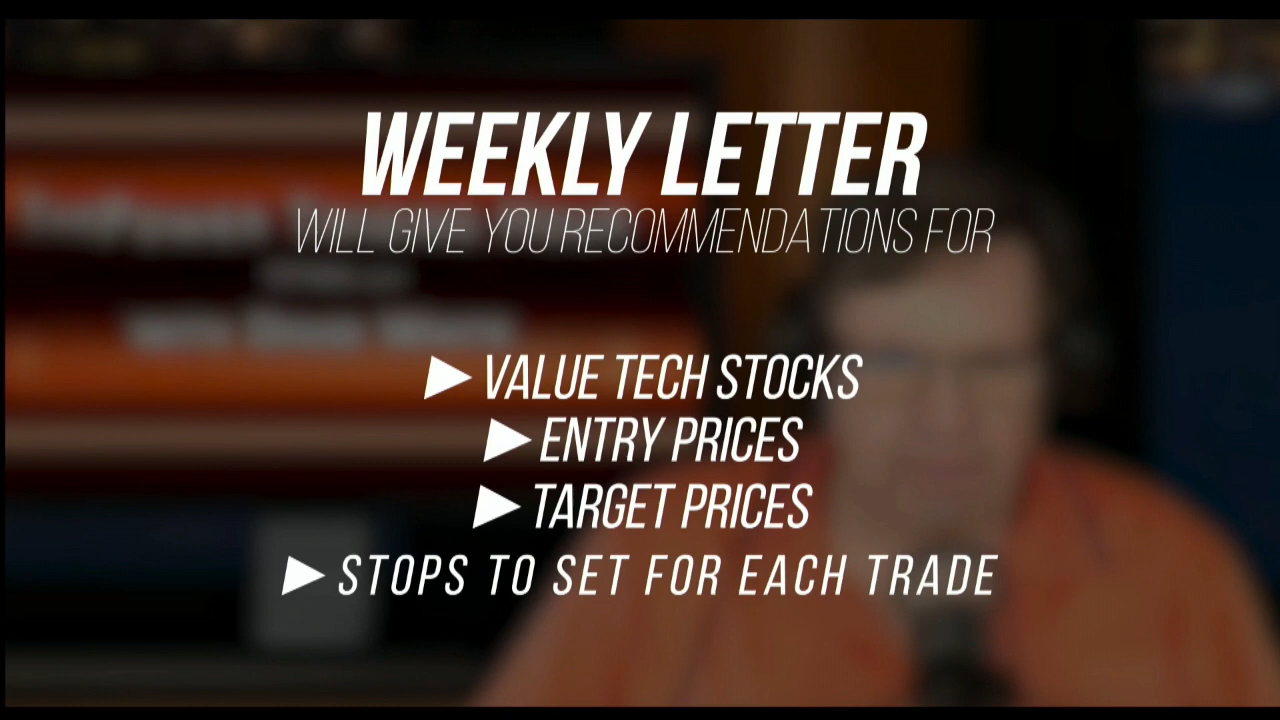 WEEKLY LETTER
WILL GIVE YOU RECOMMENDATIONS FOR
▶ VALUE TECH STOCKS
▶ ENTRY PRICES
▶ TARGET PRICES
▶ STOPS TO SET FOR EACH TRADE